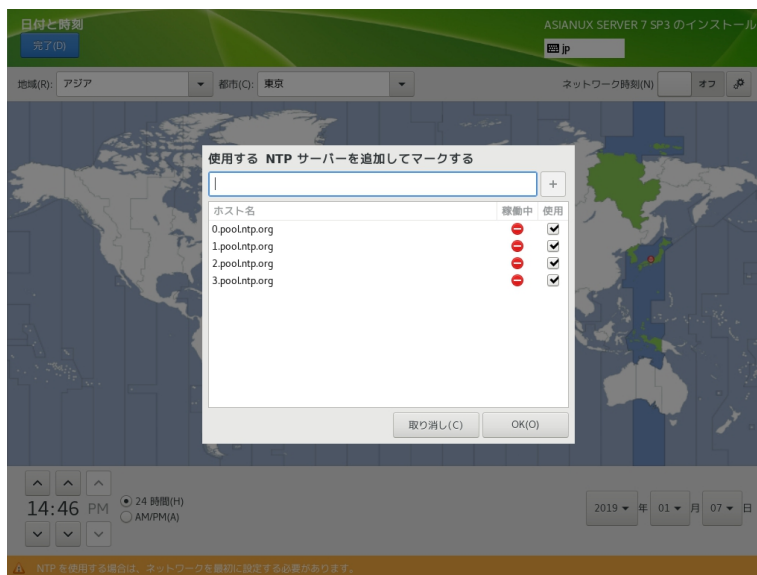 日付と時刻
ASIANUX SERVER 7 SP3 のインストール
完了(D)
jp
地域(R): アジア 都市(C): 東京 ネットワーク時刻(N) オフ
使用する NTP サーバーを追加してマークする
+
ホスト名 稼働中 使用
0.pool.ntp.org
1.pool.ntp.org
2.pool.ntp.org
3.pool.ntp.org
取り消し(C) OK(O)
14:46 PM
24 時間(H)
AM/PM(A)
2019 年 01 月 07 日
NTP を使用する場合は、ネットワークを最初に設定する必要があります。